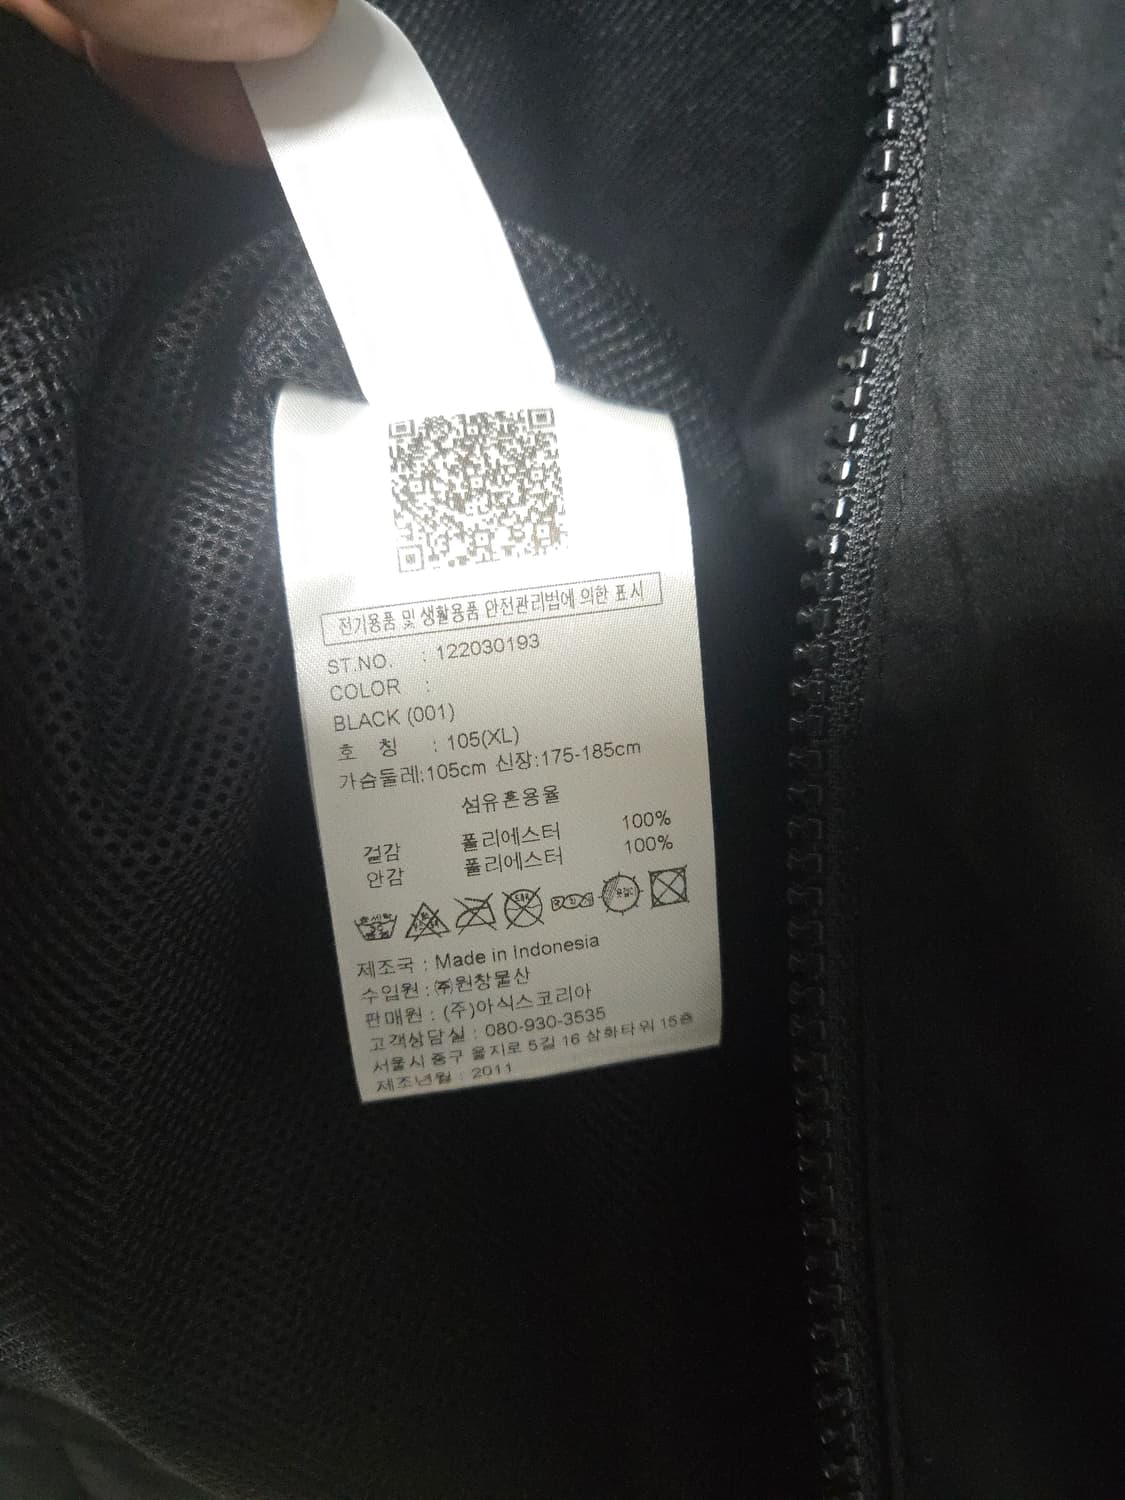 전기용품 및 생활용품 안전관리법에 의한 표시
ST.NO. : 122030193
COLOR :
BLACK (001)
호 칭 : 105(XL)
가슴둘레:105cm 신장:175-185cm
섬유혼용율
겉감 폴리에스터 100%
안감 폴리에스터 100%
제조국 : Made in Indonesia
수입원 : ㈜원창물산
판매원 : (주)아식스코리아
고객상담실 : 080-930-3535
서울시 중구 을지로 5길 16 삼화타워 15층
제조년월 : 2011